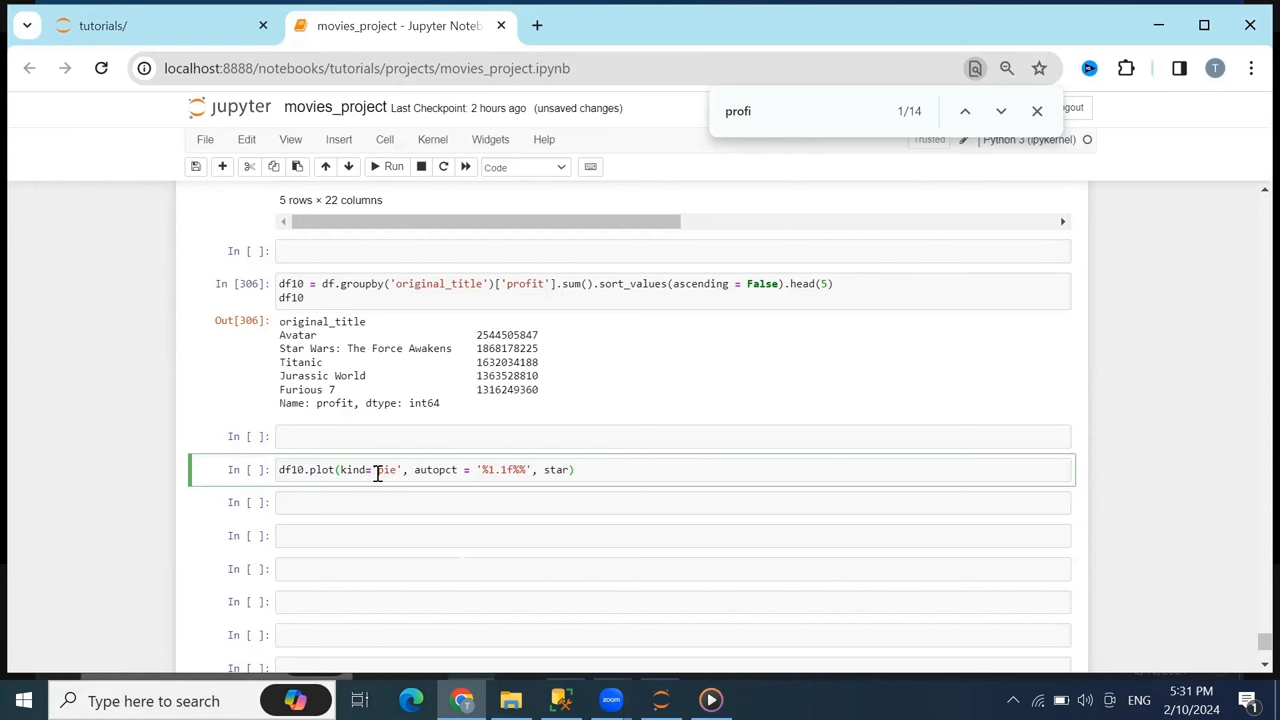 tutorials/
movies_project - Jupyter Noteb
localhost:8888/notebooks/tutorials/projects/movies_project.ipynb
T
profi 1/14
jupyter movies_project Last Checkpoint: 2 hours ago (unsaved changes)
File Edit View Insert Cell Kernel Widgets Help
Trusted Python 3 (ipykernel)
Run Code
5 rows × 22 columns
In [ ]:
In [306]: df10 = df.groupby('original_title')['profit'].sum().sort_values(ascending = False).head(5)
df10
Out[306]: original_title
Avatar 2544505847
Star Wars: The Force Awakens 1868178225
Titanic 1632034188
Jurassic World 1363528810
Furious 7 1316249360
Name: profit, dtype: int64
In [ ]:
In [ ]: df10.plot(kind='pie', autopct = '%1.1f%%', star)
In [ ]:
In [ ]:
In [ ]:
In [ ]:
In [ ]:
In [ ]:
Type here to search
zoom
ENG
5:31 PM
2/10/2024
1